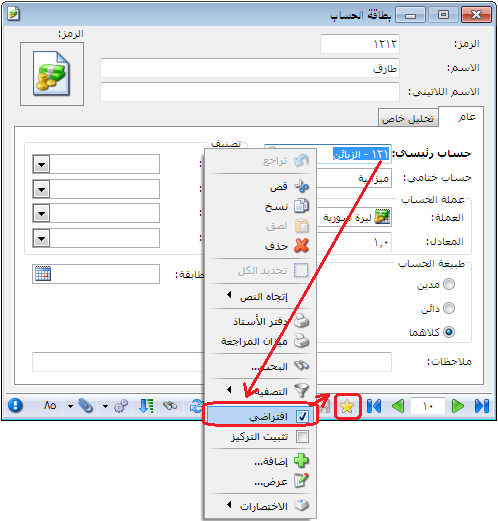 بطاقة الحساب
الرمز:
١٢١٢
الرمز:
الاسم:
طارق
الاسم اللاتيني:
عام
تحليل خاص
حساب رئيسي:
١٢١ - الزبائن
حساب ختامي:
ميزانية
عملة الحساب
العملة:
ليرة سورية
المعادل:
١,٠
طبيعة الحساب
مدين
دائن
كلاهما
تصنيف
ملاحظات:
تراجع
قص
نسخ
لصق
حذف
تحديد الكل
إتجاه النص
دفتر الأستاذ
ميزان المراجعة
البحث...
التصفية
افتراضي
تثبيت التركيز
إضافة...
عرض...
الاختصارات
١٠
٨٥